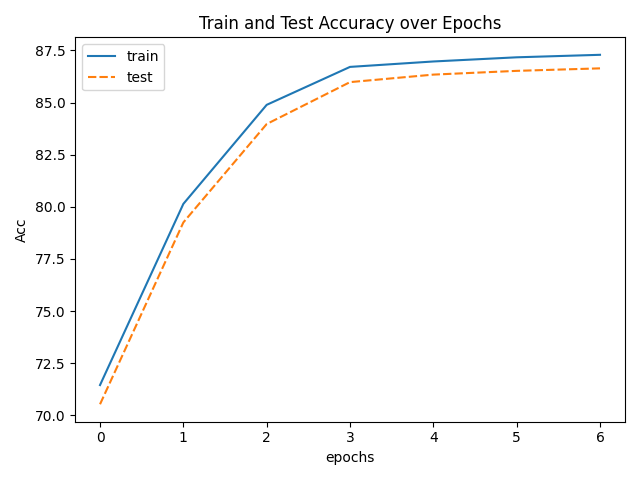 Train and Test Accuracy over Epochs
train
test
Acc
87.5
85.0
82.5
80.0
77.5
75.0
72.5
70.0
0 1 2 3 4 5 6
epochs